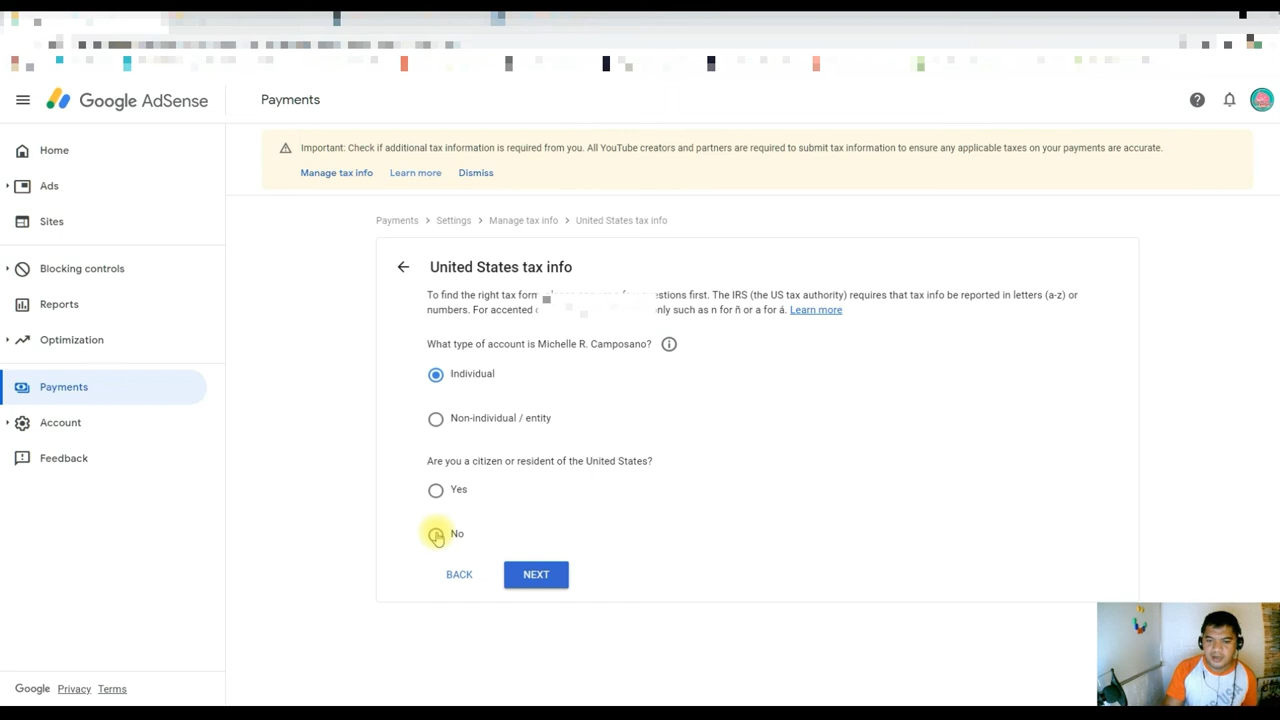 Google AdSense
Payments
Home
Ads
Sites
Blocking controls
Reports
Optimization
Payments
Account
Feedback
Google Privacy Terms
Important: Check if additional tax information is required from you. All YouTube creators and partners are required to submit tax information to ensure any applicable taxes on your payments are accurate.
Manage tax info Learn more Dismiss
Payments > Settings > Manage tax info > United States tax info
United States tax info
To find the right tax form, questions first. The IRS (the US tax authority) requires that tax info be reported in letters (a-z) or
numbers. For accented only such as n for ñ or a for á. Learn more
What type of account is Michelle R. Camposano?
Individual
Non-individual / entity
Are you a citizen or resident of the United States?
Yes
No
BACK NEXT